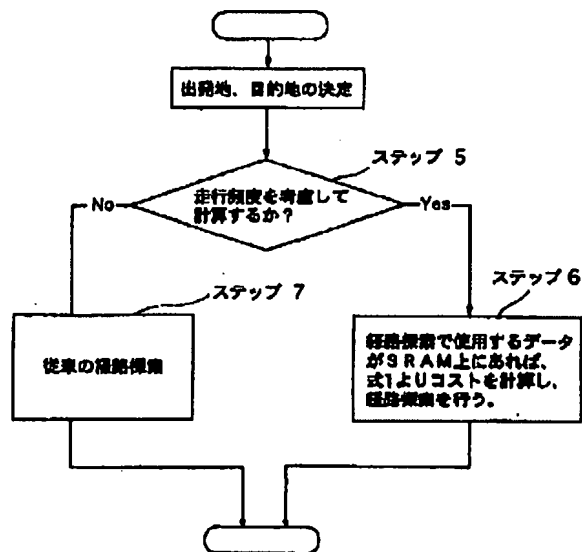 出発地、目的地の決定
ステップ 5
走行頻度を考慮して
計算するか？
No
Yes
ステップ 7
ステップ 6
従来の経路探索
経路探索で使用するデータ
がSRAM上にあれば、
式1よりコストを計算し、
経路探索を行う。